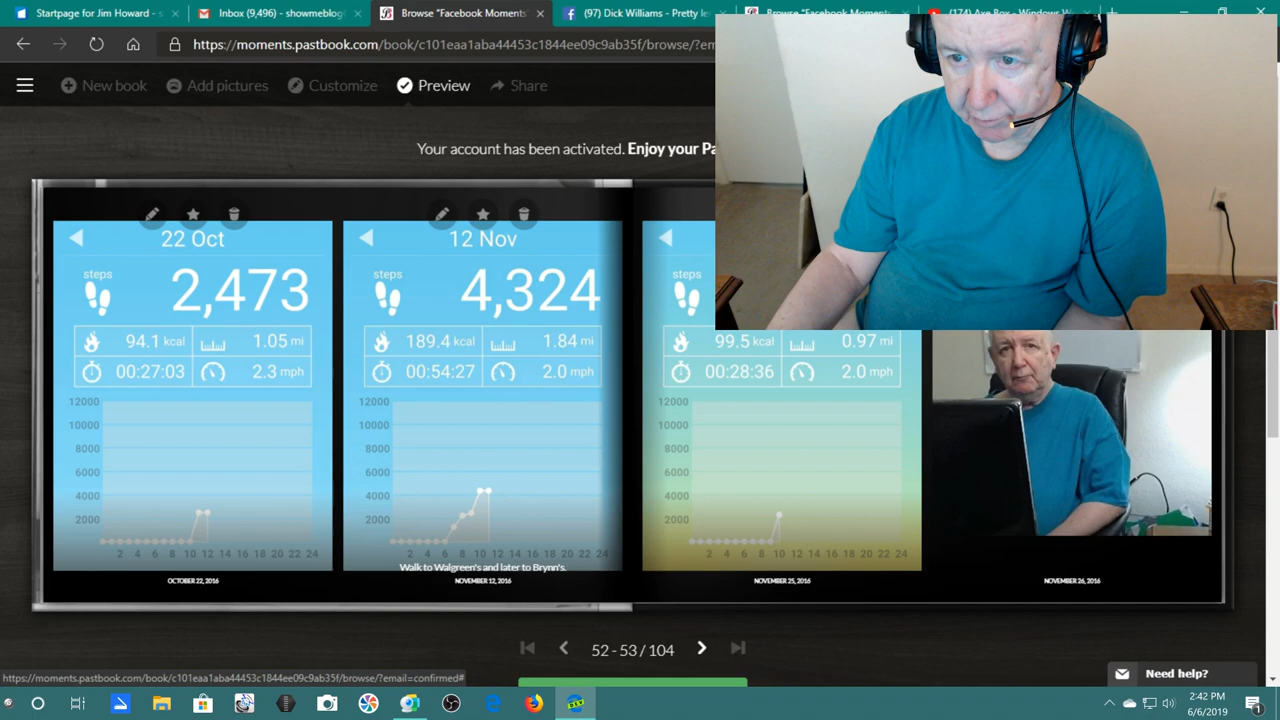 Startpage for Jim Howard - s
Inbox (9,496) - showmeblog
Browse "Facebook Moments
(97) Dick Williams - Pretty le
Browse "Facebook Moments
(174) Axe Box - Windows W
https://moments.pastbook.com/book/c101eaa1aba44453c1844ee09c9ab35f/browse/?em
New book
Add pictures
Customize
Preview
Share
Your account has been activated. Enjoy your Pa
22 Oct
steps
2,473
94.1 kcal
1.05 mi
00:27:03
2.3 mph
12000
10000
8000
6000
4000
2000
2 4 6 8 10 12 14 16 18 20 22 24
OCTOBER 22, 2016
12 Nov
steps
4,324
189.4 kcal
1.84 mi
00:54:27
2.0 mph
12000
10000
8000
6000
4000
2000
2 4 6 8 10 12 14 16 18 20 22 24
Walk to Walgreen's and later to Brynn's.
NOVEMBER 12, 2016
steps
99.5 kcal
0.97 mi
00:28:36
2.0 mph
12000
10000
8000
6000
4000
2000
2 4 6 8 10 12 14 16 18 20 22 24
NOVEMBER 25, 2016
NOVEMBER 26, 2016
52 - 53 / 104
Need help?
https://moments.pastbook.com/book/c101eaa1aba44453c1844ee09c9ab35f/browse/?email=confirmed#
2:42 PM
6/6/2019
1